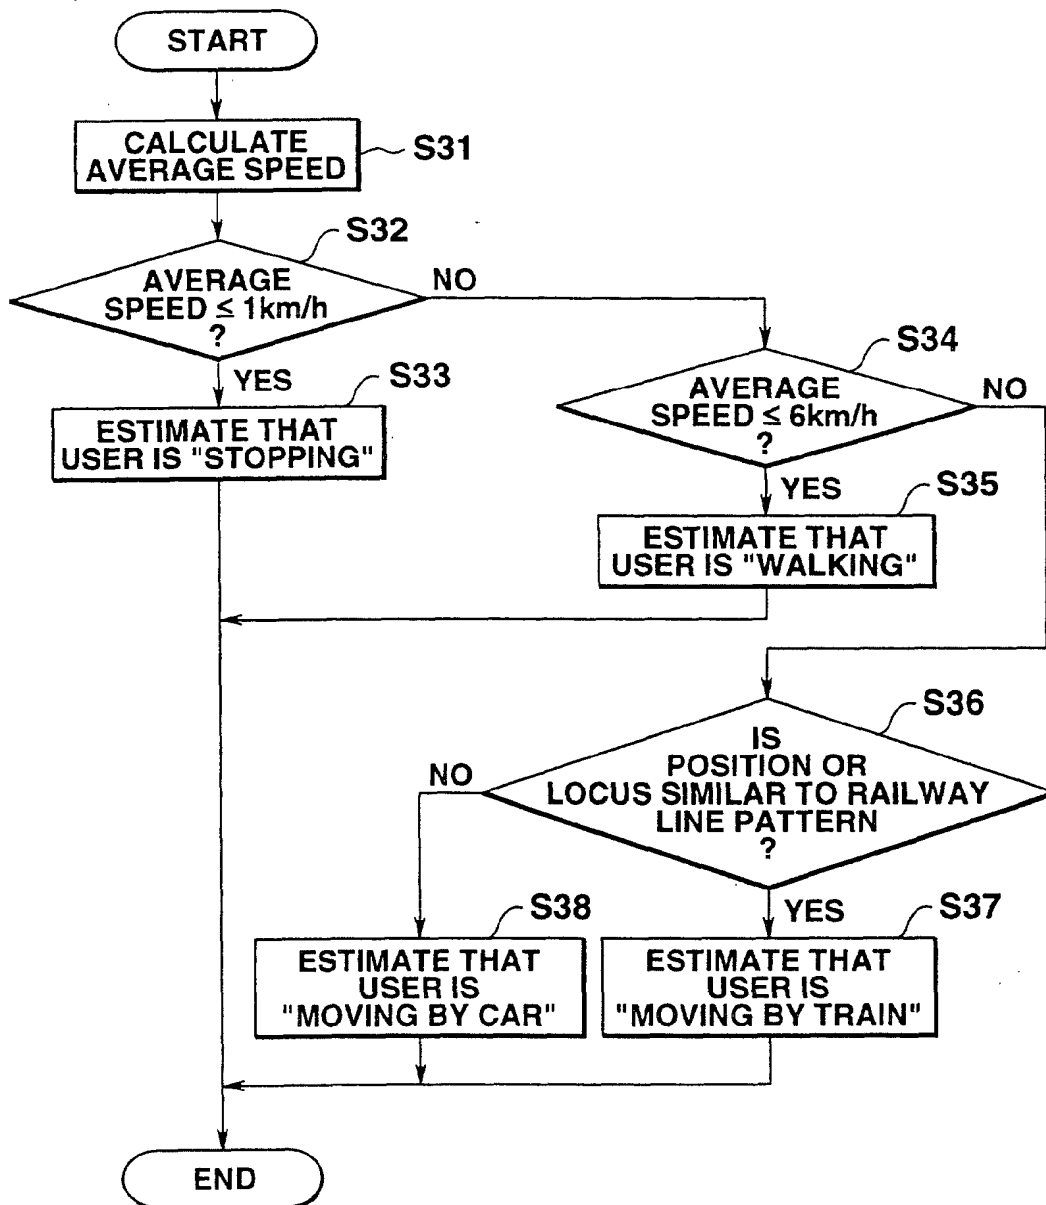 START
CALCULATE
AVERAGE SPEED
S31
S32
AVERAGE
SPEED ≤ 1km/h
?
NO
YES
S33
ESTIMATE THAT
USER IS "STOPPING"
S34
AVERAGE
SPEED ≤ 6km/h
?
NO
YES
S35
ESTIMATE THAT
USER IS "WALKING"
S36
IS
POSITION OR
LOCUS SIMILAR TO RAILWAY
LINE PATTERN
?
NO
YES
S38
ESTIMATE THAT
USER IS
"MOVING BY CAR"
S37
ESTIMATE THAT
USER IS
"MOVING BY TRAIN"
END